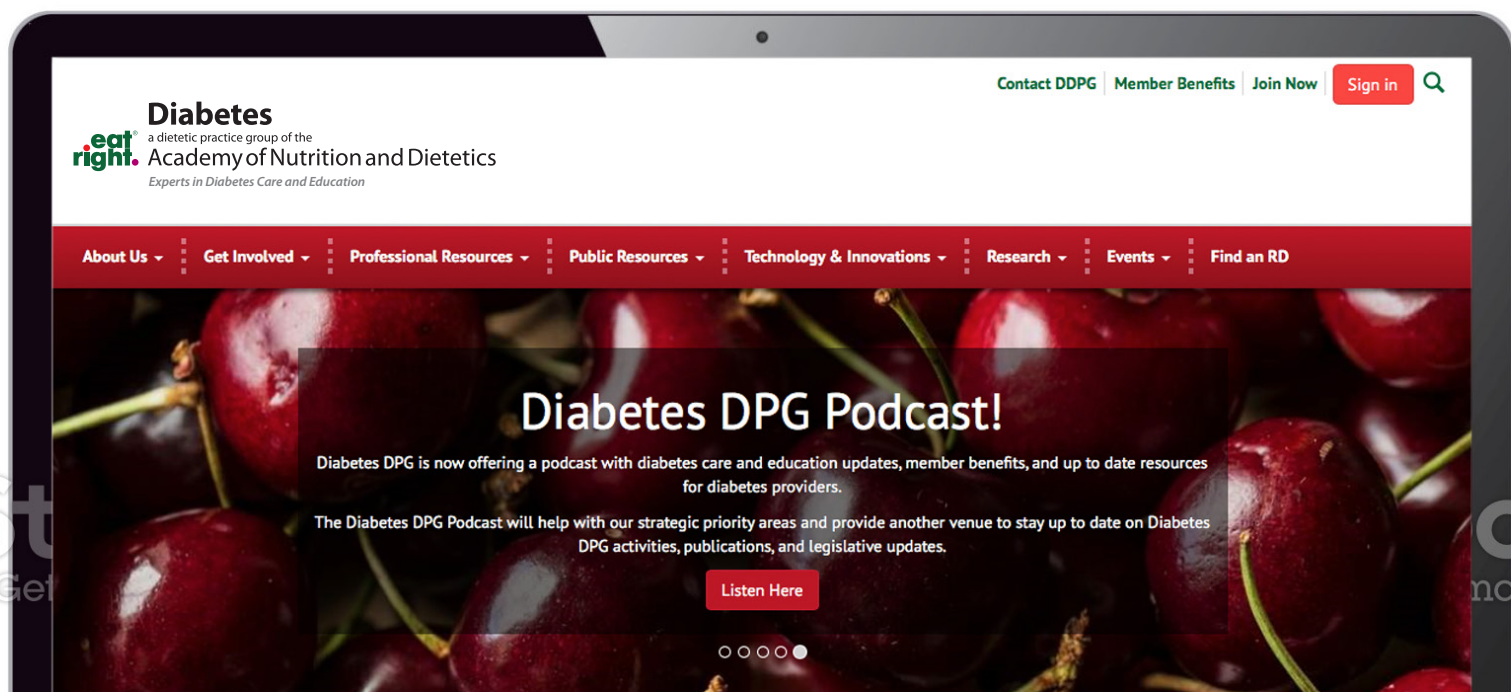 Contact DDPG
Member Benefits
Join Now
Sign in
Diabetes
eat
right.
a dietetic practice group of the
Academy of Nutrition and Dietetics
Experts in Diabetes Care and Education
About Us
Get Involved
Professional Resources
Public Resources
Technology & Innovations
Research
Events
Find an RD
Diabetes DPG Podcast!
Diabetes DPG is now offering a podcast with diabetes care and education updates, member benefits, and up to date resources
for diabetes providers.
The Diabetes DPG Podcast will help with our strategic priority areas and provide another venue to stay up to date on Diabetes
DPG activities, publications, and legislative updates.
Listen Here